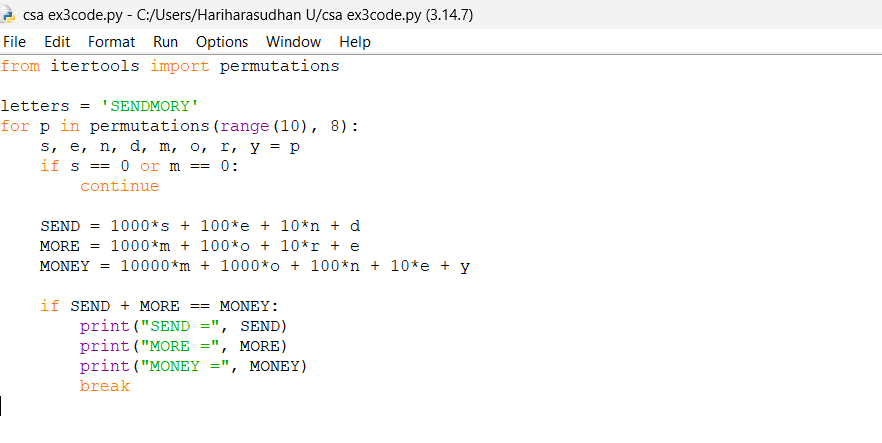 csa ex3code.py - C:/Users/Hariharasudhan U/csa ex3code.py (3.14.7)
File Edit Format Run Options Window Help
from itertools import permutations
letters = 'SENDMORY'
for p in permutations(range(10), 8):
    s, e, n, d, m, o, r, y = p
    if s == 0 or m == 0:
        continue
    SEND = 1000*s + 100*e + 10*n + d
    MORE = 1000*m + 100*o + 10*r + e
    MONEY = 10000*m + 1000*o + 100*n + 10*e + y
    if SEND + MORE == MONEY:
        print("SEND =", SEND)
        print("MORE =", MORE)
        print("MONEY =", MONEY)
        break